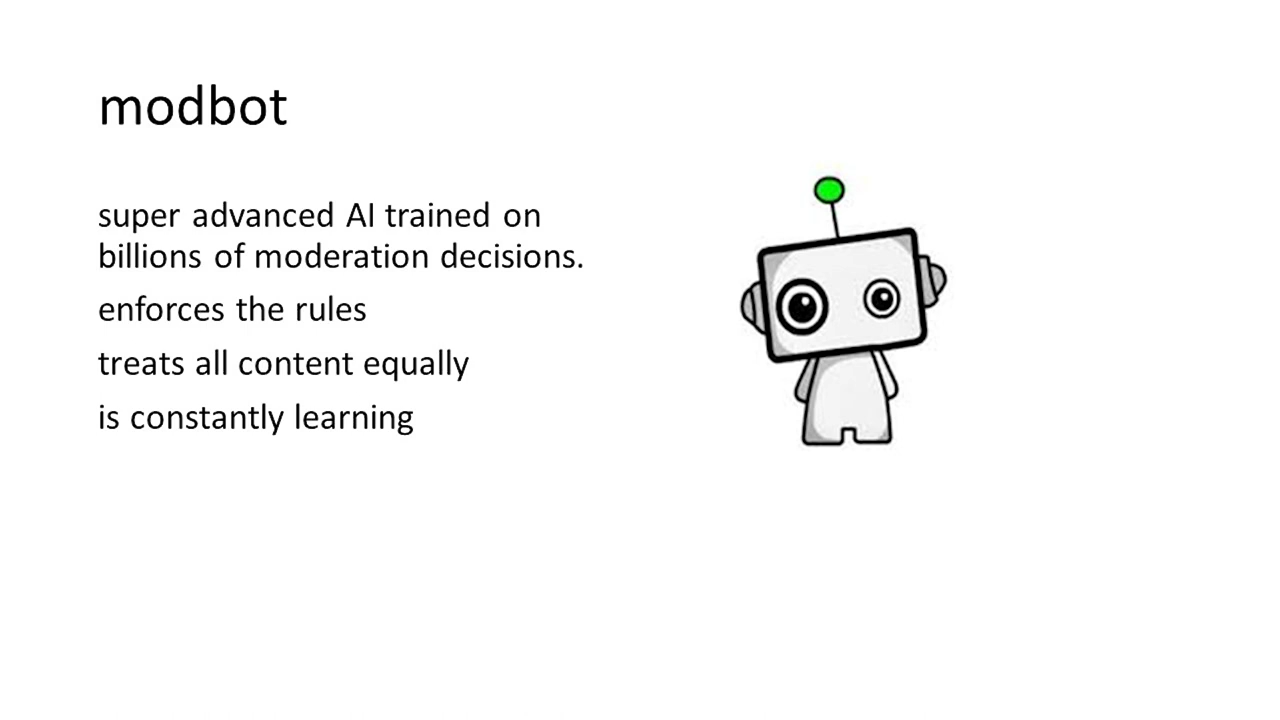 modbot
super advanced AI trained on
billions of moderation decisions.
enforces the rules
treats all content equally
is constantly learning